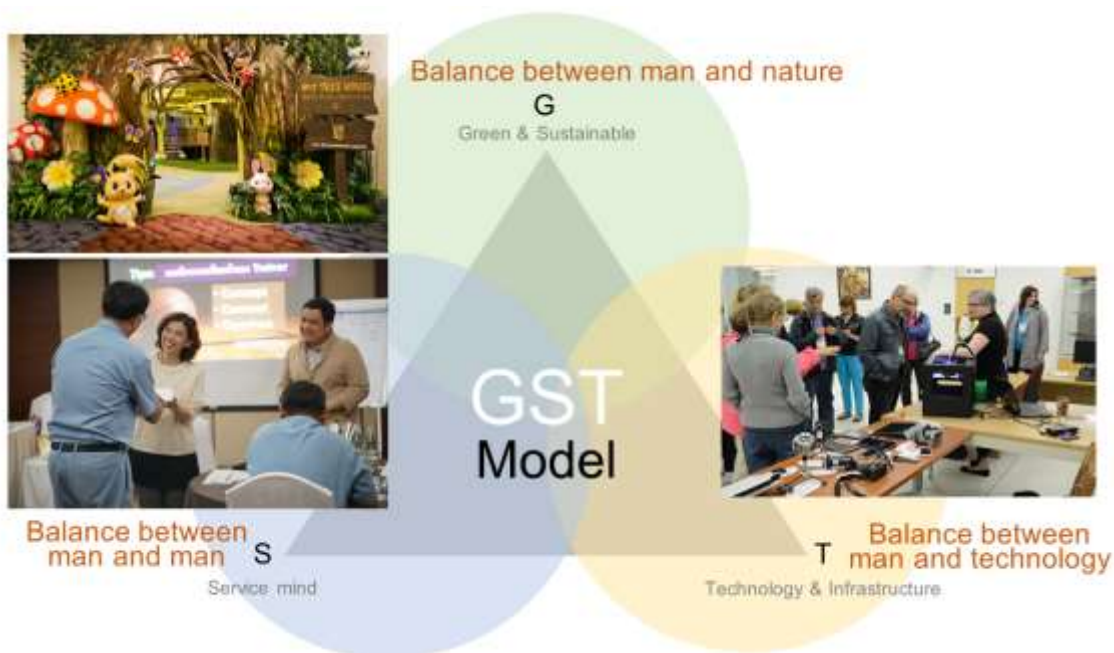 Balance between man and nature
G
Green & Sustainable
GST
Model
Balance between
man and man
S
Service mind
T
Balance between
man and technology
Technology & Infrastructure